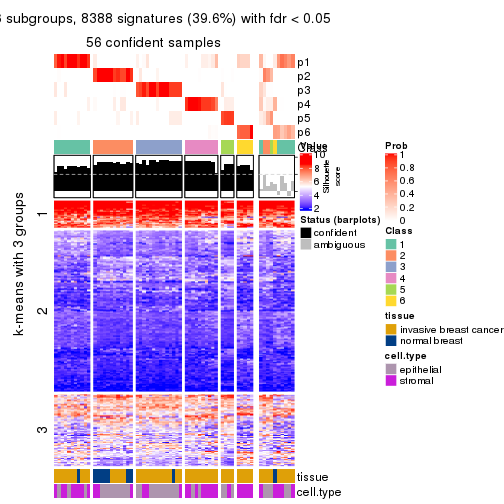 6 subgroups, 8388 signatures (39.6%) with fdr < 0.05
56 confident samples
p1
p2
p3
p4
p5
p6
Class
k-means with 3 groups
1
2
3
Value
10
8
6
4
2
Silhouette
score
Status (barplots)
confident
ambiguous
Prob
1
0.8
0.6
0.4
0.2
0
Class
1
2
3
4
5
6
tissue
invasive breast cancer
normal breast
cell.type
epithelial
stromal
tissue
cell.type